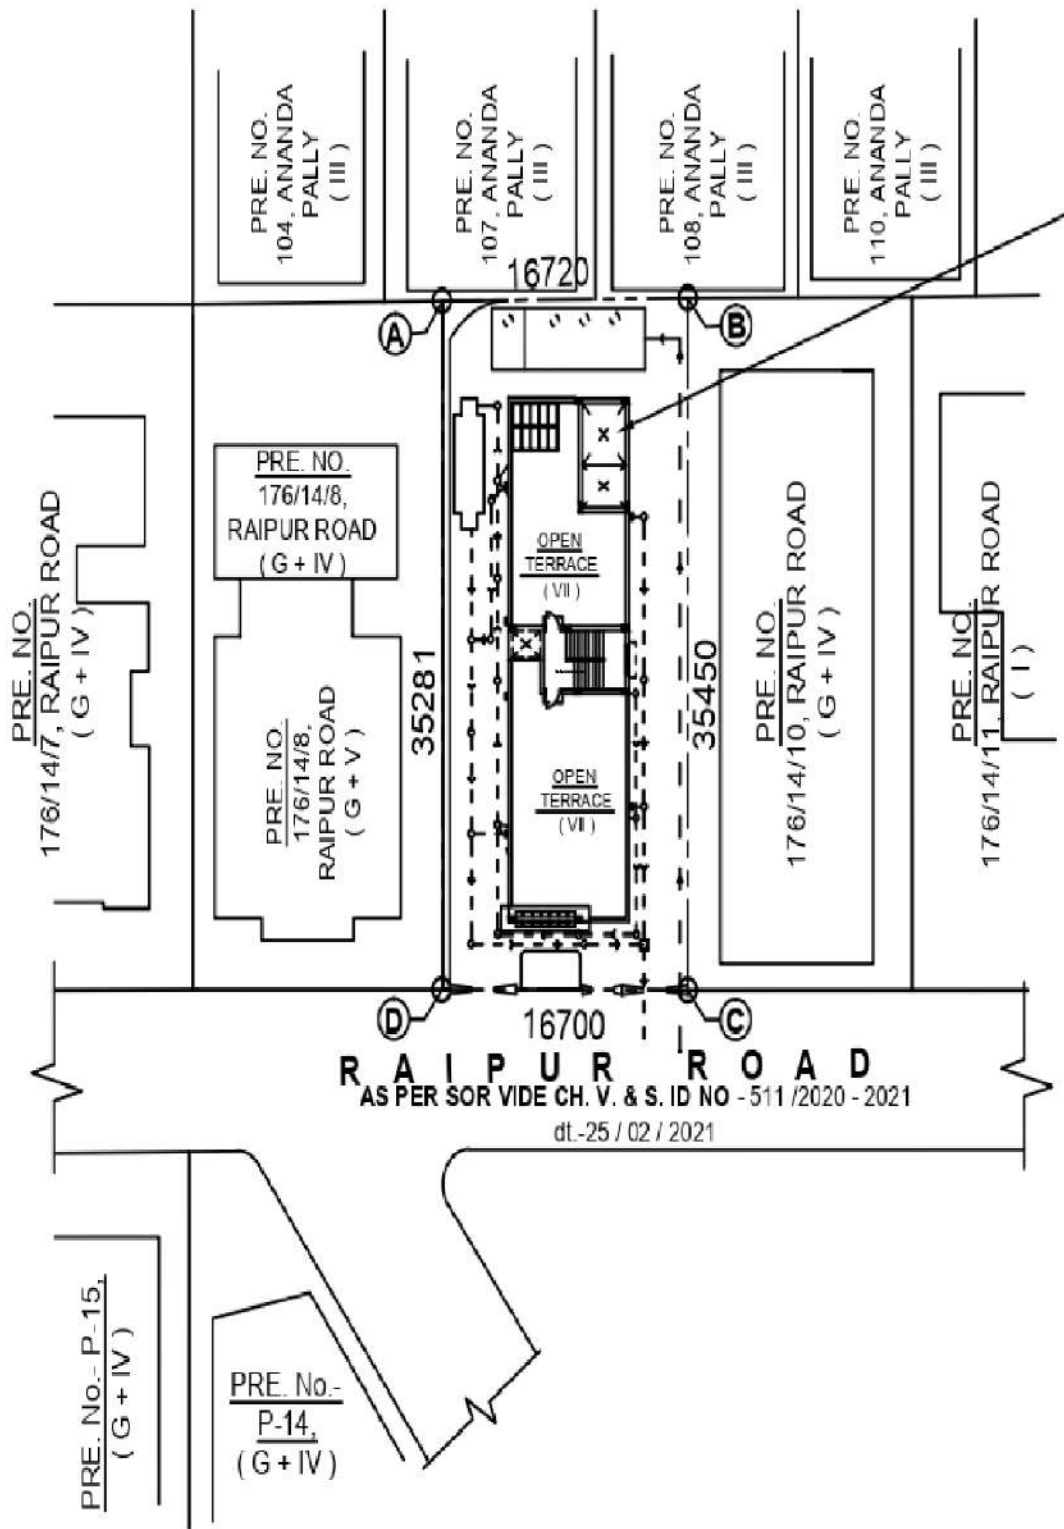 PRE. NO.
104, ANANDA
PALLY
( III )
PRE. NO.
107, ANANDA
PALLY
( III )
PRE. NO.
108, ANANDA
PALLY
( III )
PRE. NO.
110, ANANDA
PALLY
( III )
16720
A
B
PRE. NO.
176/14/7, RAIPUR ROAD
( G + IV )
PRE. NO.
176/14/8,
RAIPUR ROAD
( G + IV )
PRE. NO.
176/14/8,
RAIPUR ROAD
( G + V )
35281
OPEN
TERRACE
( VII )
OPEN
TERRACE
( VII )
35450
PRE. NO.
176/14/10, RAIPUR ROAD
( G + IV )
PRE. NO.
176/14/11, RAIPUR ROAD
( I )
D
16700
C
RAIPUR ROAD
AS PER SOR VIDE CH. V. & S. ID NO - 511 /2020 - 2021
dt.-25 / 02 / 2021
PRE. No.- P-15,
( G + IV )
PRE. No.-
P-14,
( G + IV )